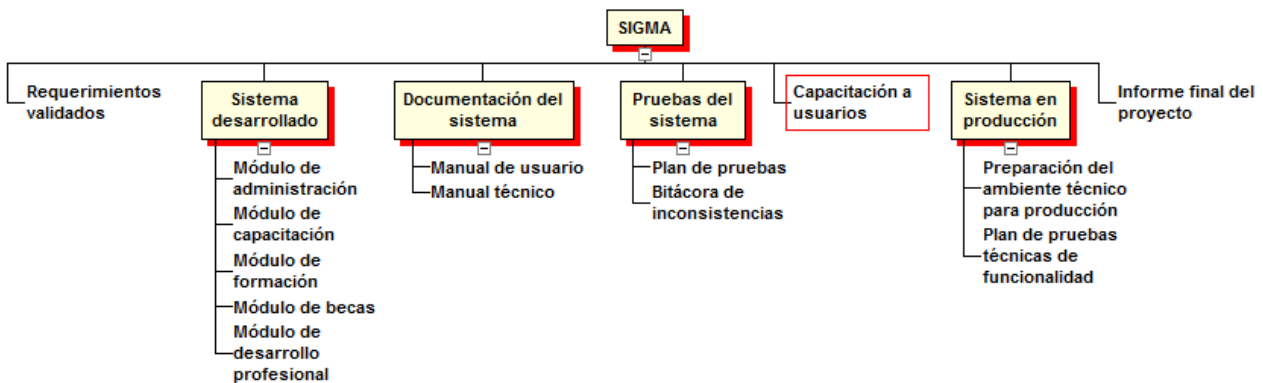 SIGMA
Requerimientos
validados
Sistema
desarrollado
Módulo de
administración
Módulo de
capacitación
Módulo de
formación
Módulo de becas
Módulo de
desarrollo
profesional
Documentación del
sistema
Manual de usuario
Manual técnico
Pruebas del
sistema
Plan de pruebas
Bitácora de
inconsistencias
Capacitación a
usuarios
Sistema en
producción
Preparación del
ambiente técnico
para producción
Plan de pruebas
técnicas de
funcionalidad
Informe final del
proyecto